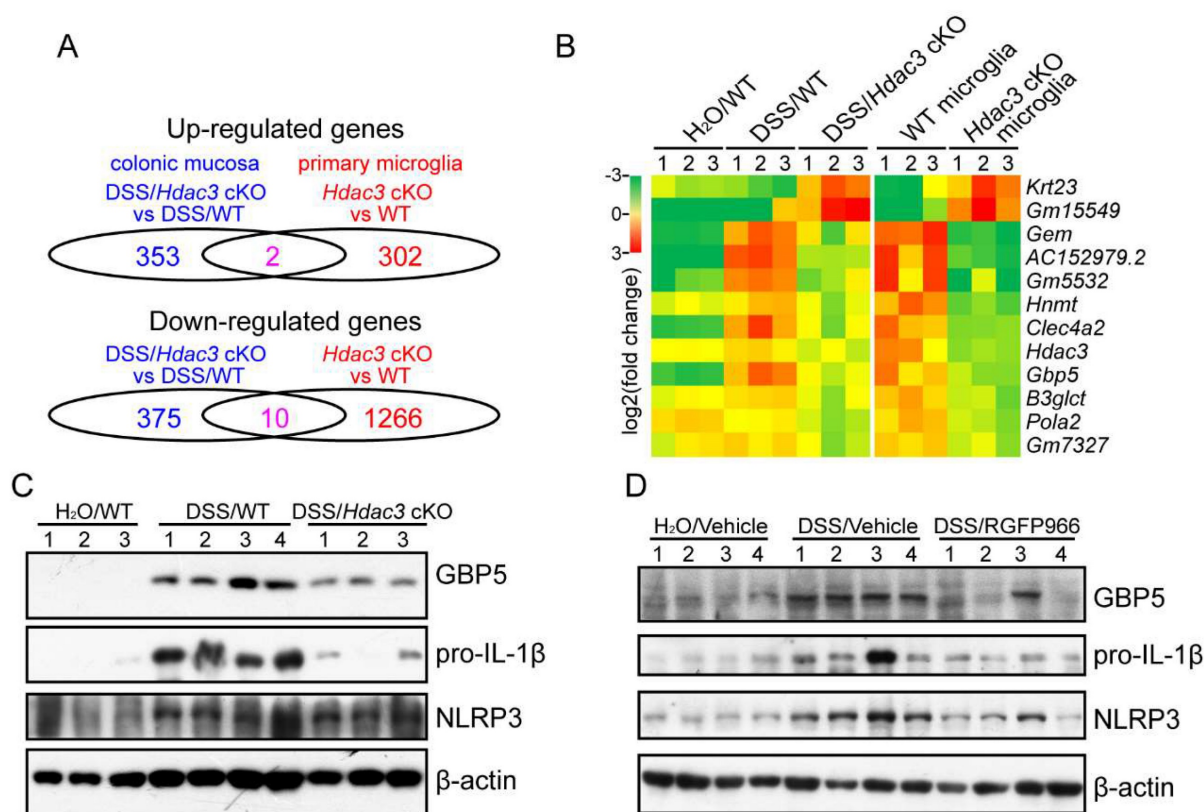 A
Up-regulated genes
colonic mucosa primary microglia
DSS/Hdac3 cKO Hdac3 cKO
vs DSS/WT vs WT
353 2 302
Down-regulated genes
DSS/Hdac3 cKO Hdac3 cKO
vs DSS/WT vs WT
375 10 1266
B
H₂O/WT
DSS/WT
DSS/Hdac3 cKO
WT microglia
Hdac3 cKO
microglia
1 2 3 1 2 3 1 2 3 1 2 3 1 2 3
log2(fold change)
-3
0
3
Krt23
Gm15549
Gem
AC152979.2
Gm5532
Hnmt
Clec4a2
Hdac3
Gbp5
B3glct
Pola2
Gm7327
C
H₂O/WT DSS/WT DSS/Hdac3 cKO
1 2 3 1 2 3 4 1 2 3
GBP5
pro-IL-1β
NLRP3
β-actin
D
H₂O/Vehicle DSS/Vehicle DSS/RGFP966
1 2 3 4 1 2 3 4 1 2 3 4
GBP5
pro-IL-1β
NLRP3
β-actin